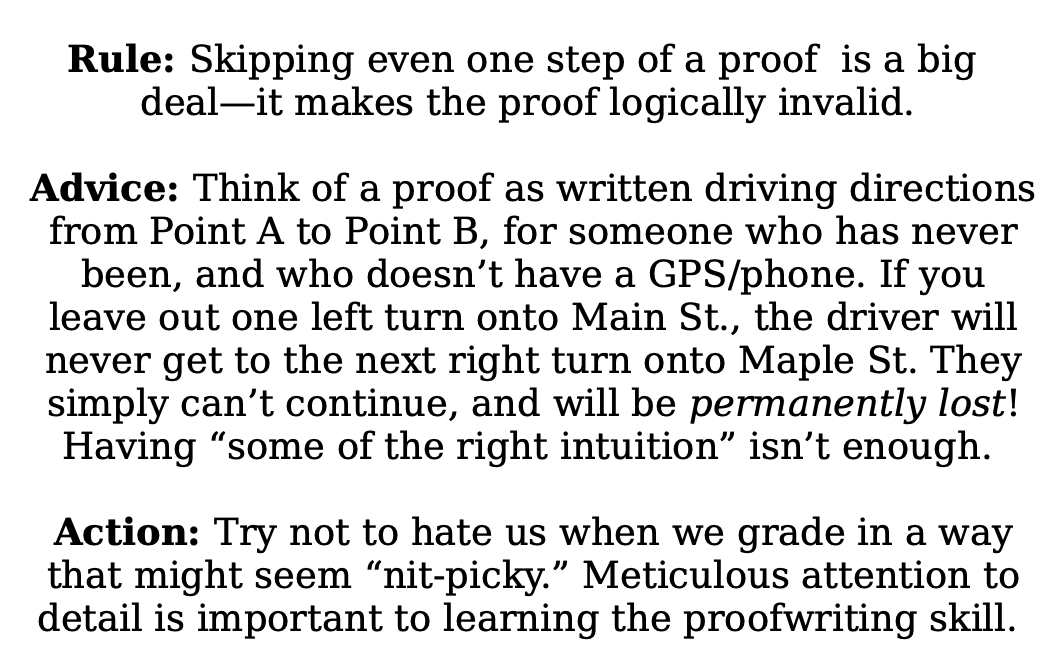 Rule: Skipping even one step of a proof  is a big
deal—it makes the proof logically invalid.
Advice: Think of a proof as written driving directions
from Point A to Point B, for someone who has never
been, and who doesn’t have a GPS/phone. If you
leave out one left turn onto Main St., the driver will
never get to the next right turn onto Maple St. They
simply can’t continue, and will be permanently lost!
Having “some of the right intuition” isn’t enough.
Action: Try not to hate us when we grade in a way
that might seem “nit-picky.” Meticulous attention to
detail is important to learning the proofwriting skill.